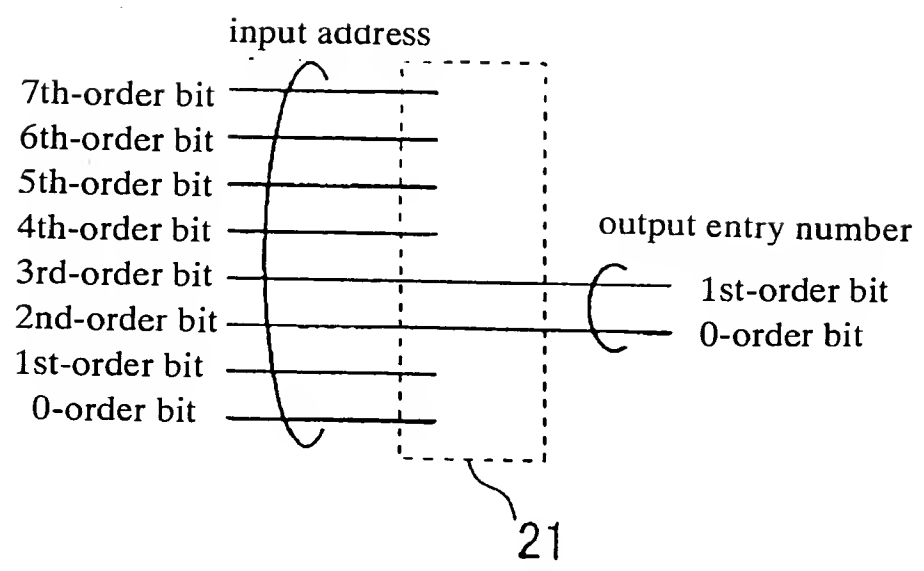 input address
7th-order bit
6th-order bit
5th-order bit
4th-order bit
3rd-order bit
2nd-order bit
1st-order bit
0-order bit
output entry number
1st-order bit
0-order bit
21